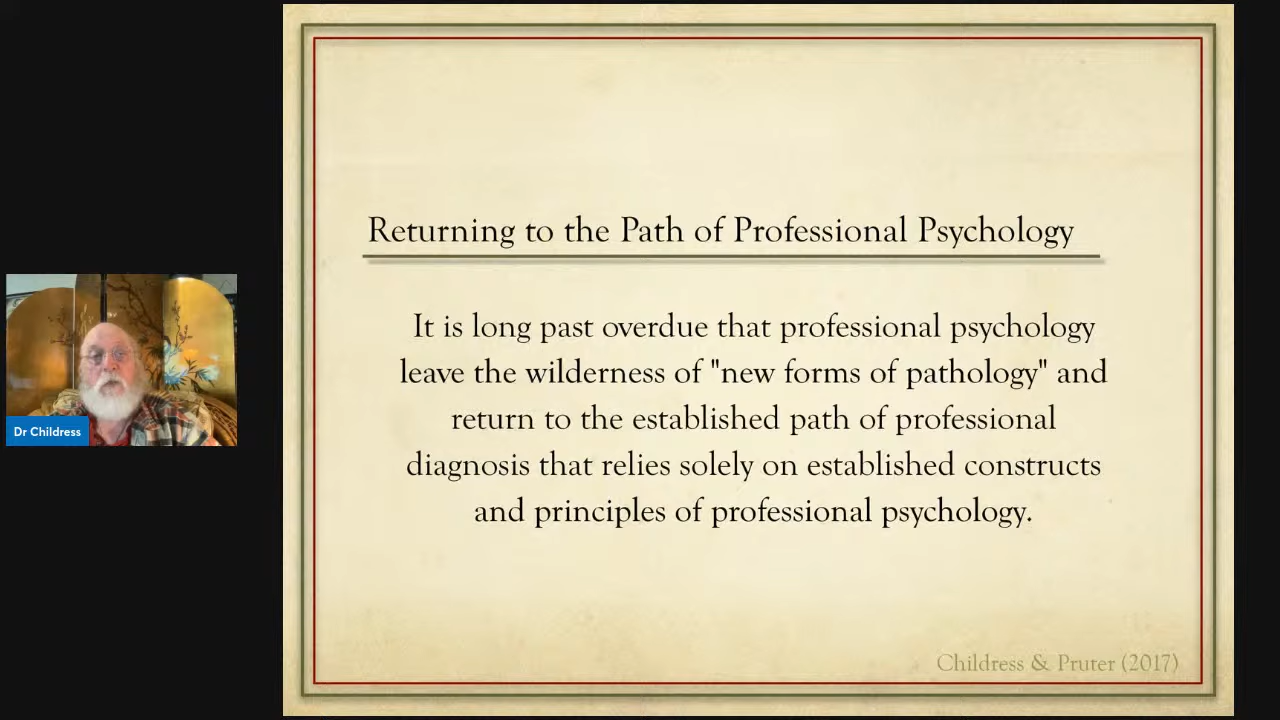 Returning to the Path of Professional Psychology
It is long past overdue that professional psychology
leave the wilderness of "new forms of pathology" and
return to the established path of professional
diagnosis that relies solely on established constructs
and principles of professional psychology.
Childress & Pruter (2017)
Dr Childress